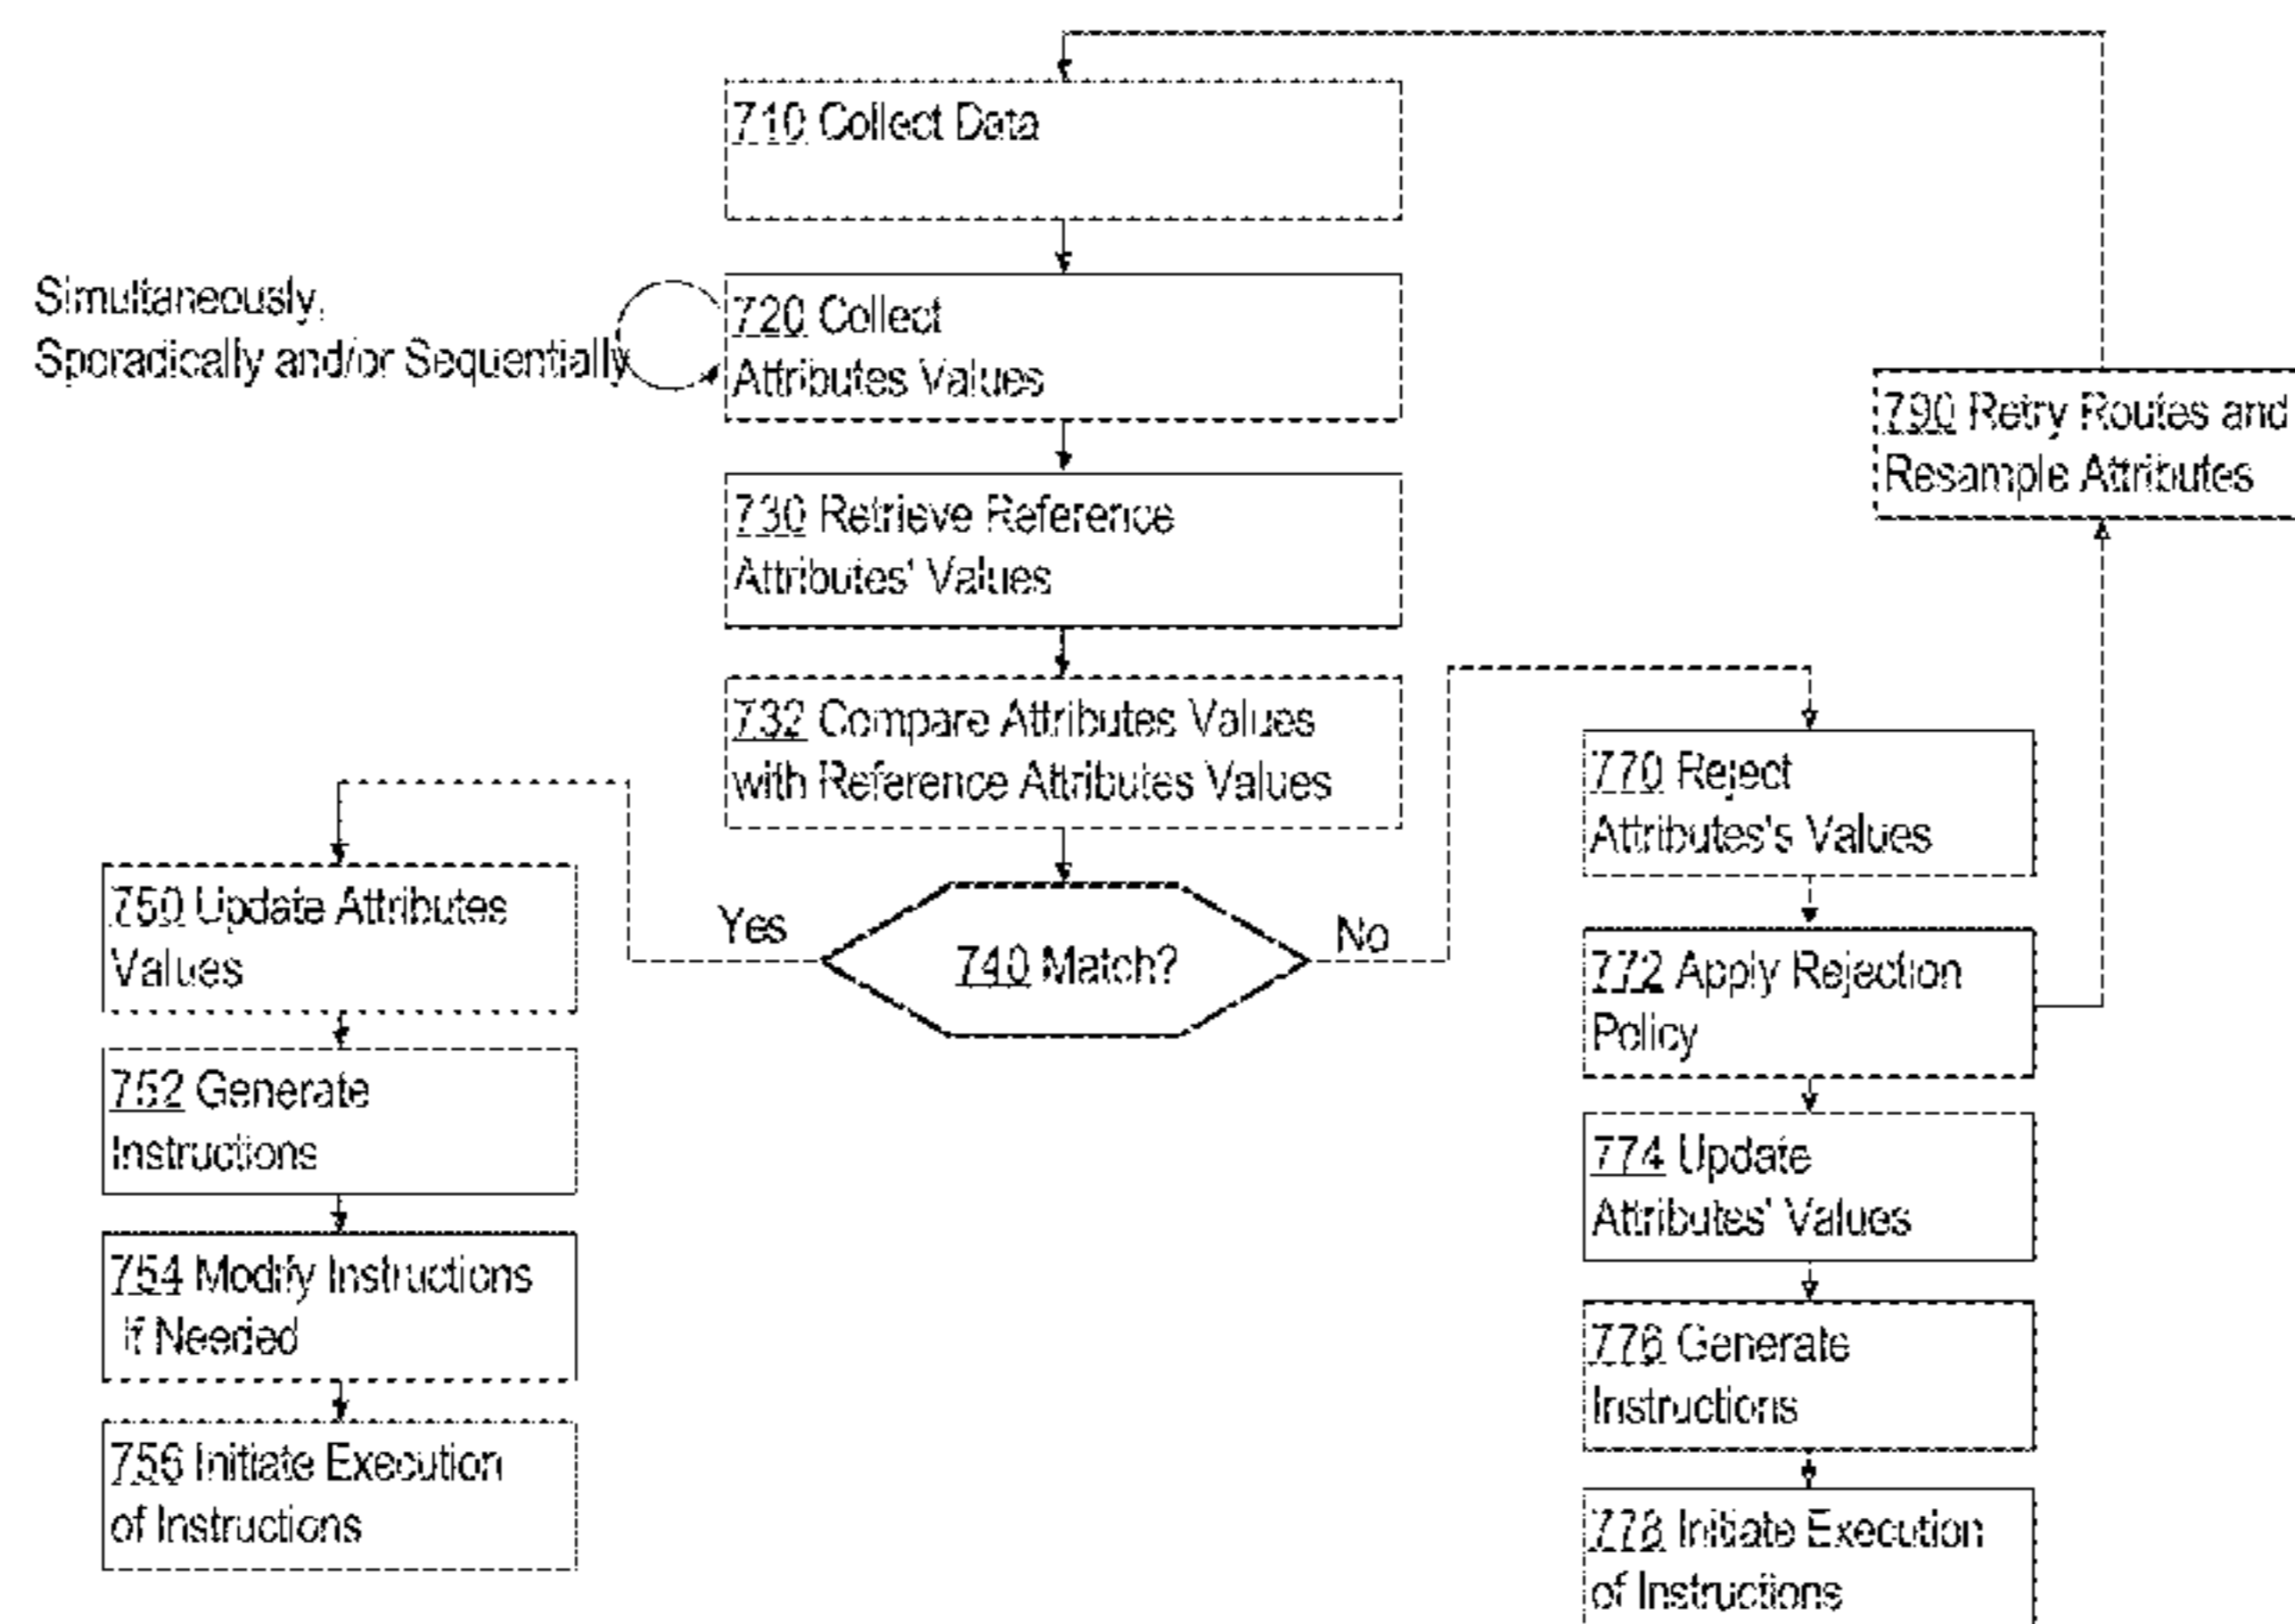 710 Collect Data
Simultaneously,
Sporadically and/or Sequentially
720 Collect
Attributes Values
790 Retry Routes and
Resample Attributes
730 Retrieve Reference
Attributes' Values
732 Compare Attributes Values
with Reference Attributes Values
740 Match?
Yes
No
750 Update Attributes
Values
752 Generate
Instructions
754 Modify Instructions
if Needed
756 Initiate Execution
of Instructions
770 Reject
Attributes's Values
772 Apply Rejection
Policy
774 Update
Attributes' Values
776 Generate
Instructions
778 Initiate Execution
of Instructions